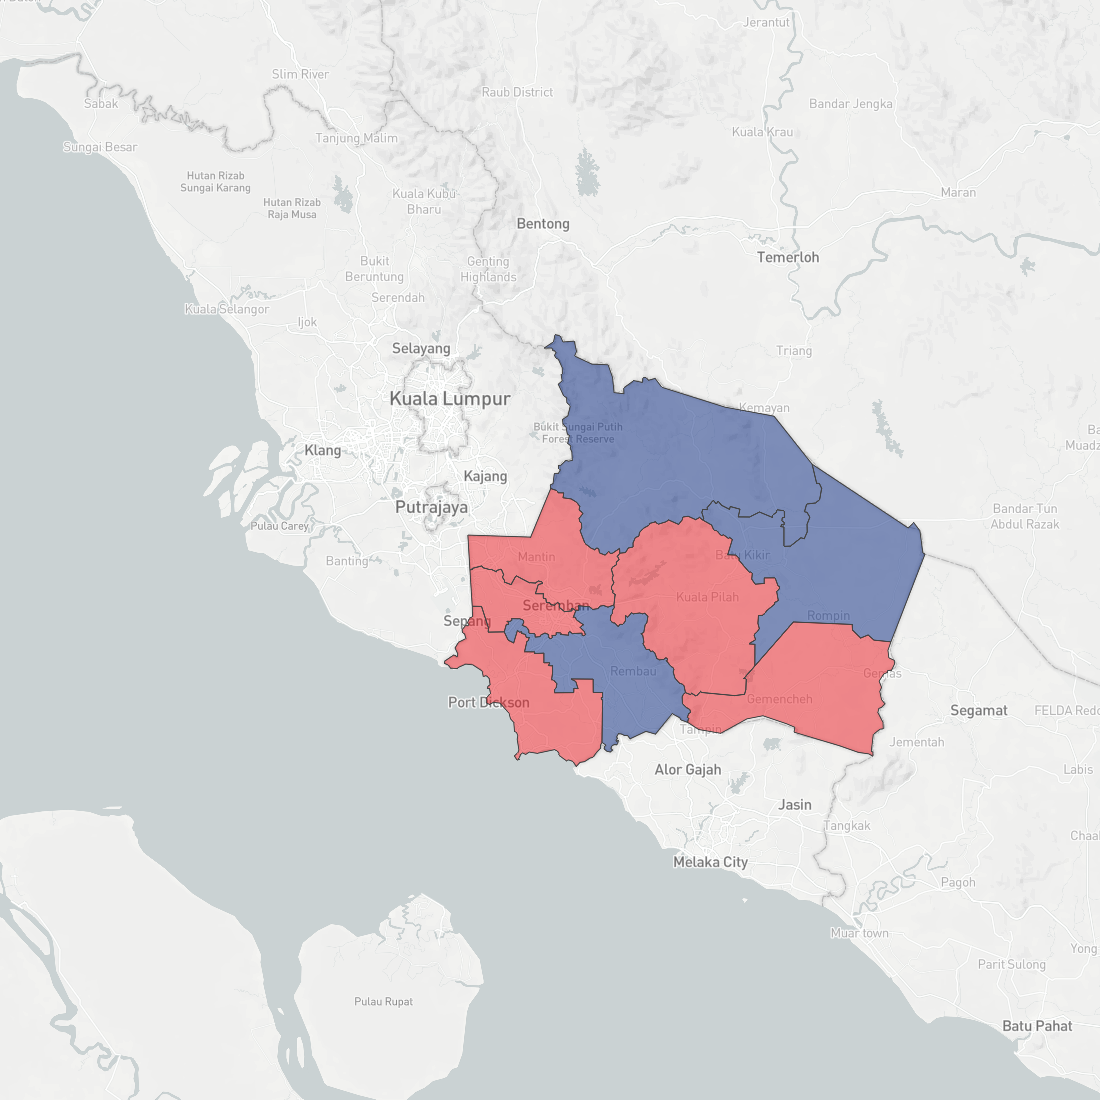 Jerantut
Slim River
Raub District
Sabak
Bandar Jengka
Tanjung Malim
Kuala Krau
Sungai Besar
Hutan Rizab
Sungai Karang
Hutan Rizab
Raja Musa
Kuala Kubu
Bharu
Maran
Bentong
Temerloh
Bukit
Beruntung
Genting
Highlands
Serendah
Kuala Selangor
Ijok
Selayang
Triang
Kuala Lumpur
Kemayan
Bukit Sungai Putih
Forest Reserve
Ba
Muadz
Klang
Kajang
Putrajaya
Bandar Tun
Abdul Razak
Pulau Carey
Banting
Mantin
Batu Kikir
Kuala Pilah
Seremban
Sepang
Rompin
Rembau
Gemas
Port Dickson
Gemencheh
Segamat
FELDA Redo
Tampin
Jementah
Alor Gajah
Labis
Jasin
Tangkak
Chaa
Melaka City
Pagoh
Muar town
Yong
Parit Sulong
Pulau Rupat
Batu Pahat